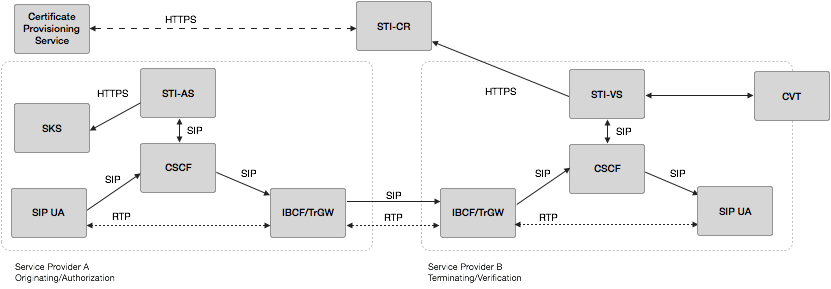 Certificate
Provisioning
Service
HTTPS
STI-CR
HTTPS
STI-AS
SKS
SIP
CSCF
SIP
SIP
SIP UA
RTP
IBCF/TrGW
SIP
RTP
HTTPS
STI-VS
CVT
SIP
CSCF
SIP
SIP
IBCF/TrGW
RTP
SIP UA
Service Provider A
Originating/Authorization
Service Provider B
Terminating/Verification